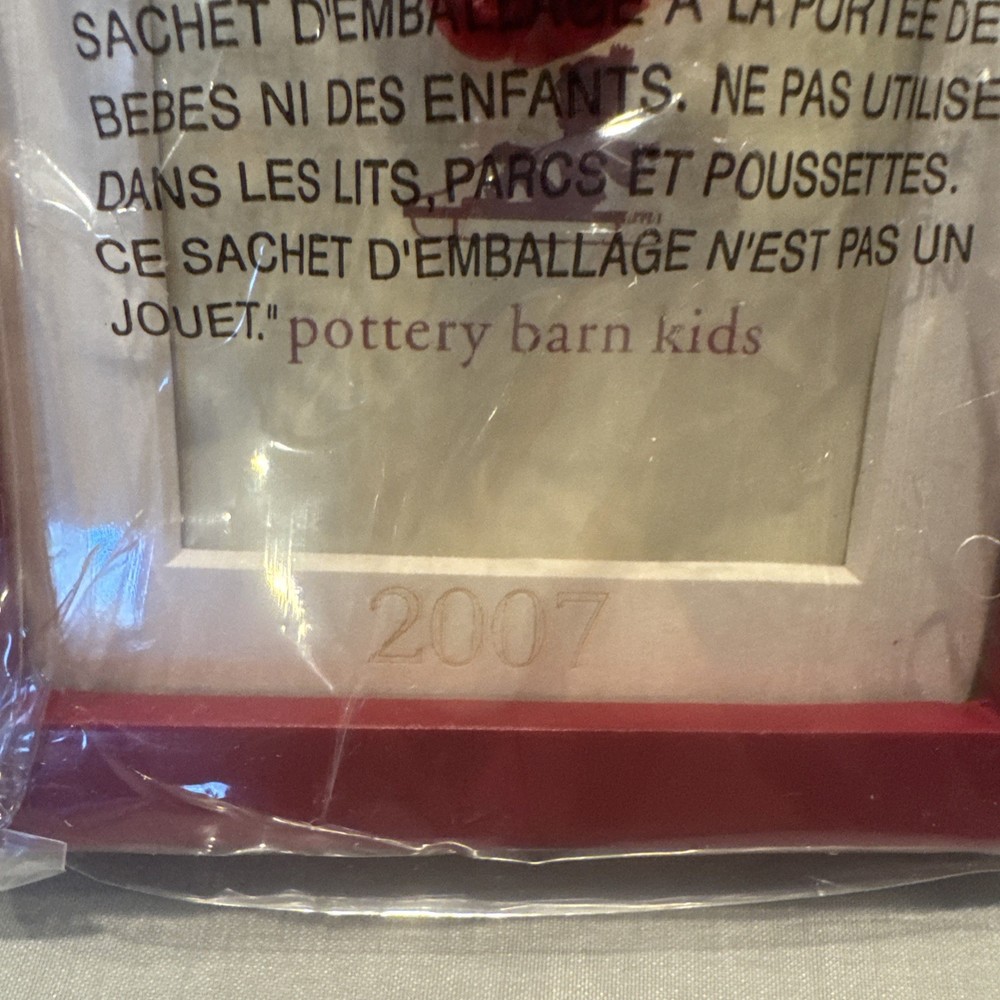 SACHET D'EMBALLAGE A LA PORTEE DE
BEBES NI DES ENFANTS. NE PAS UTILISE
DANS LES LITS, PARCS ET POUSSETTES.
CE SACHET D'EMBALLAGE N'EST PAS UN
JOUET."
pottery barn kids
2007